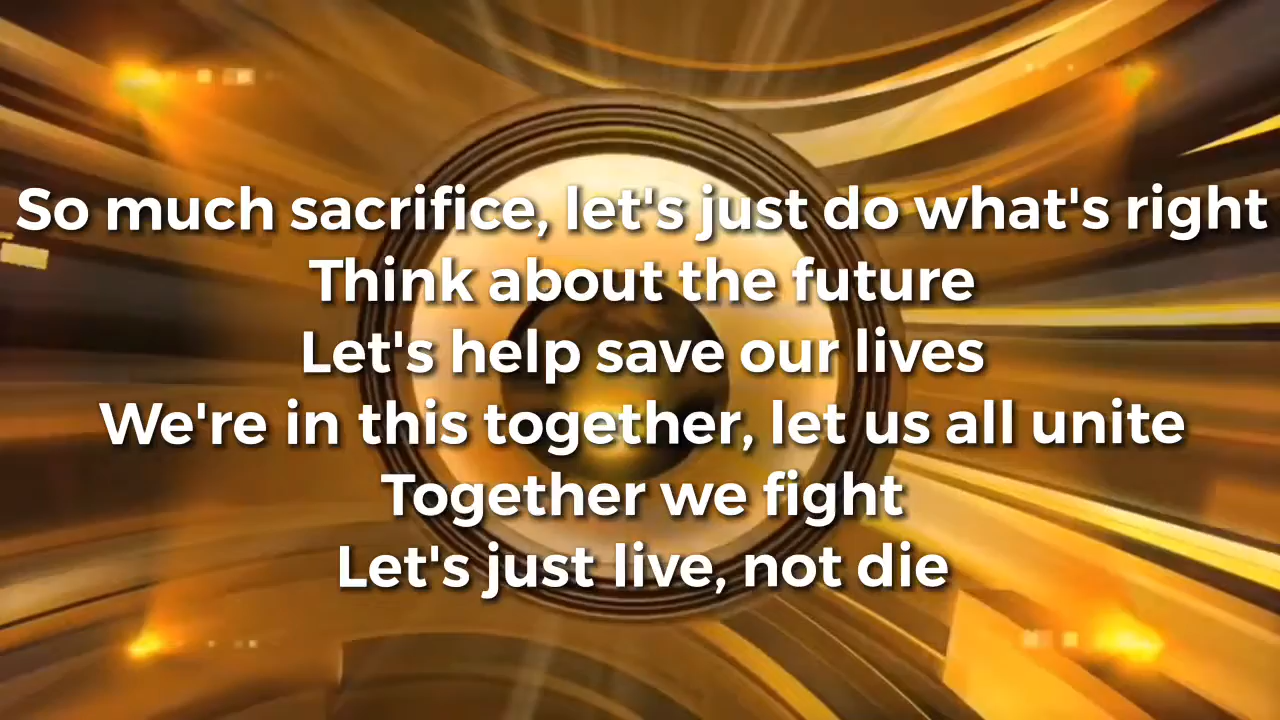 So much sacrifice, let's just do what's right
Think about the future
Let's help save our lives
We're in this together, let us all unite
Together we fight
Let's just live, not die